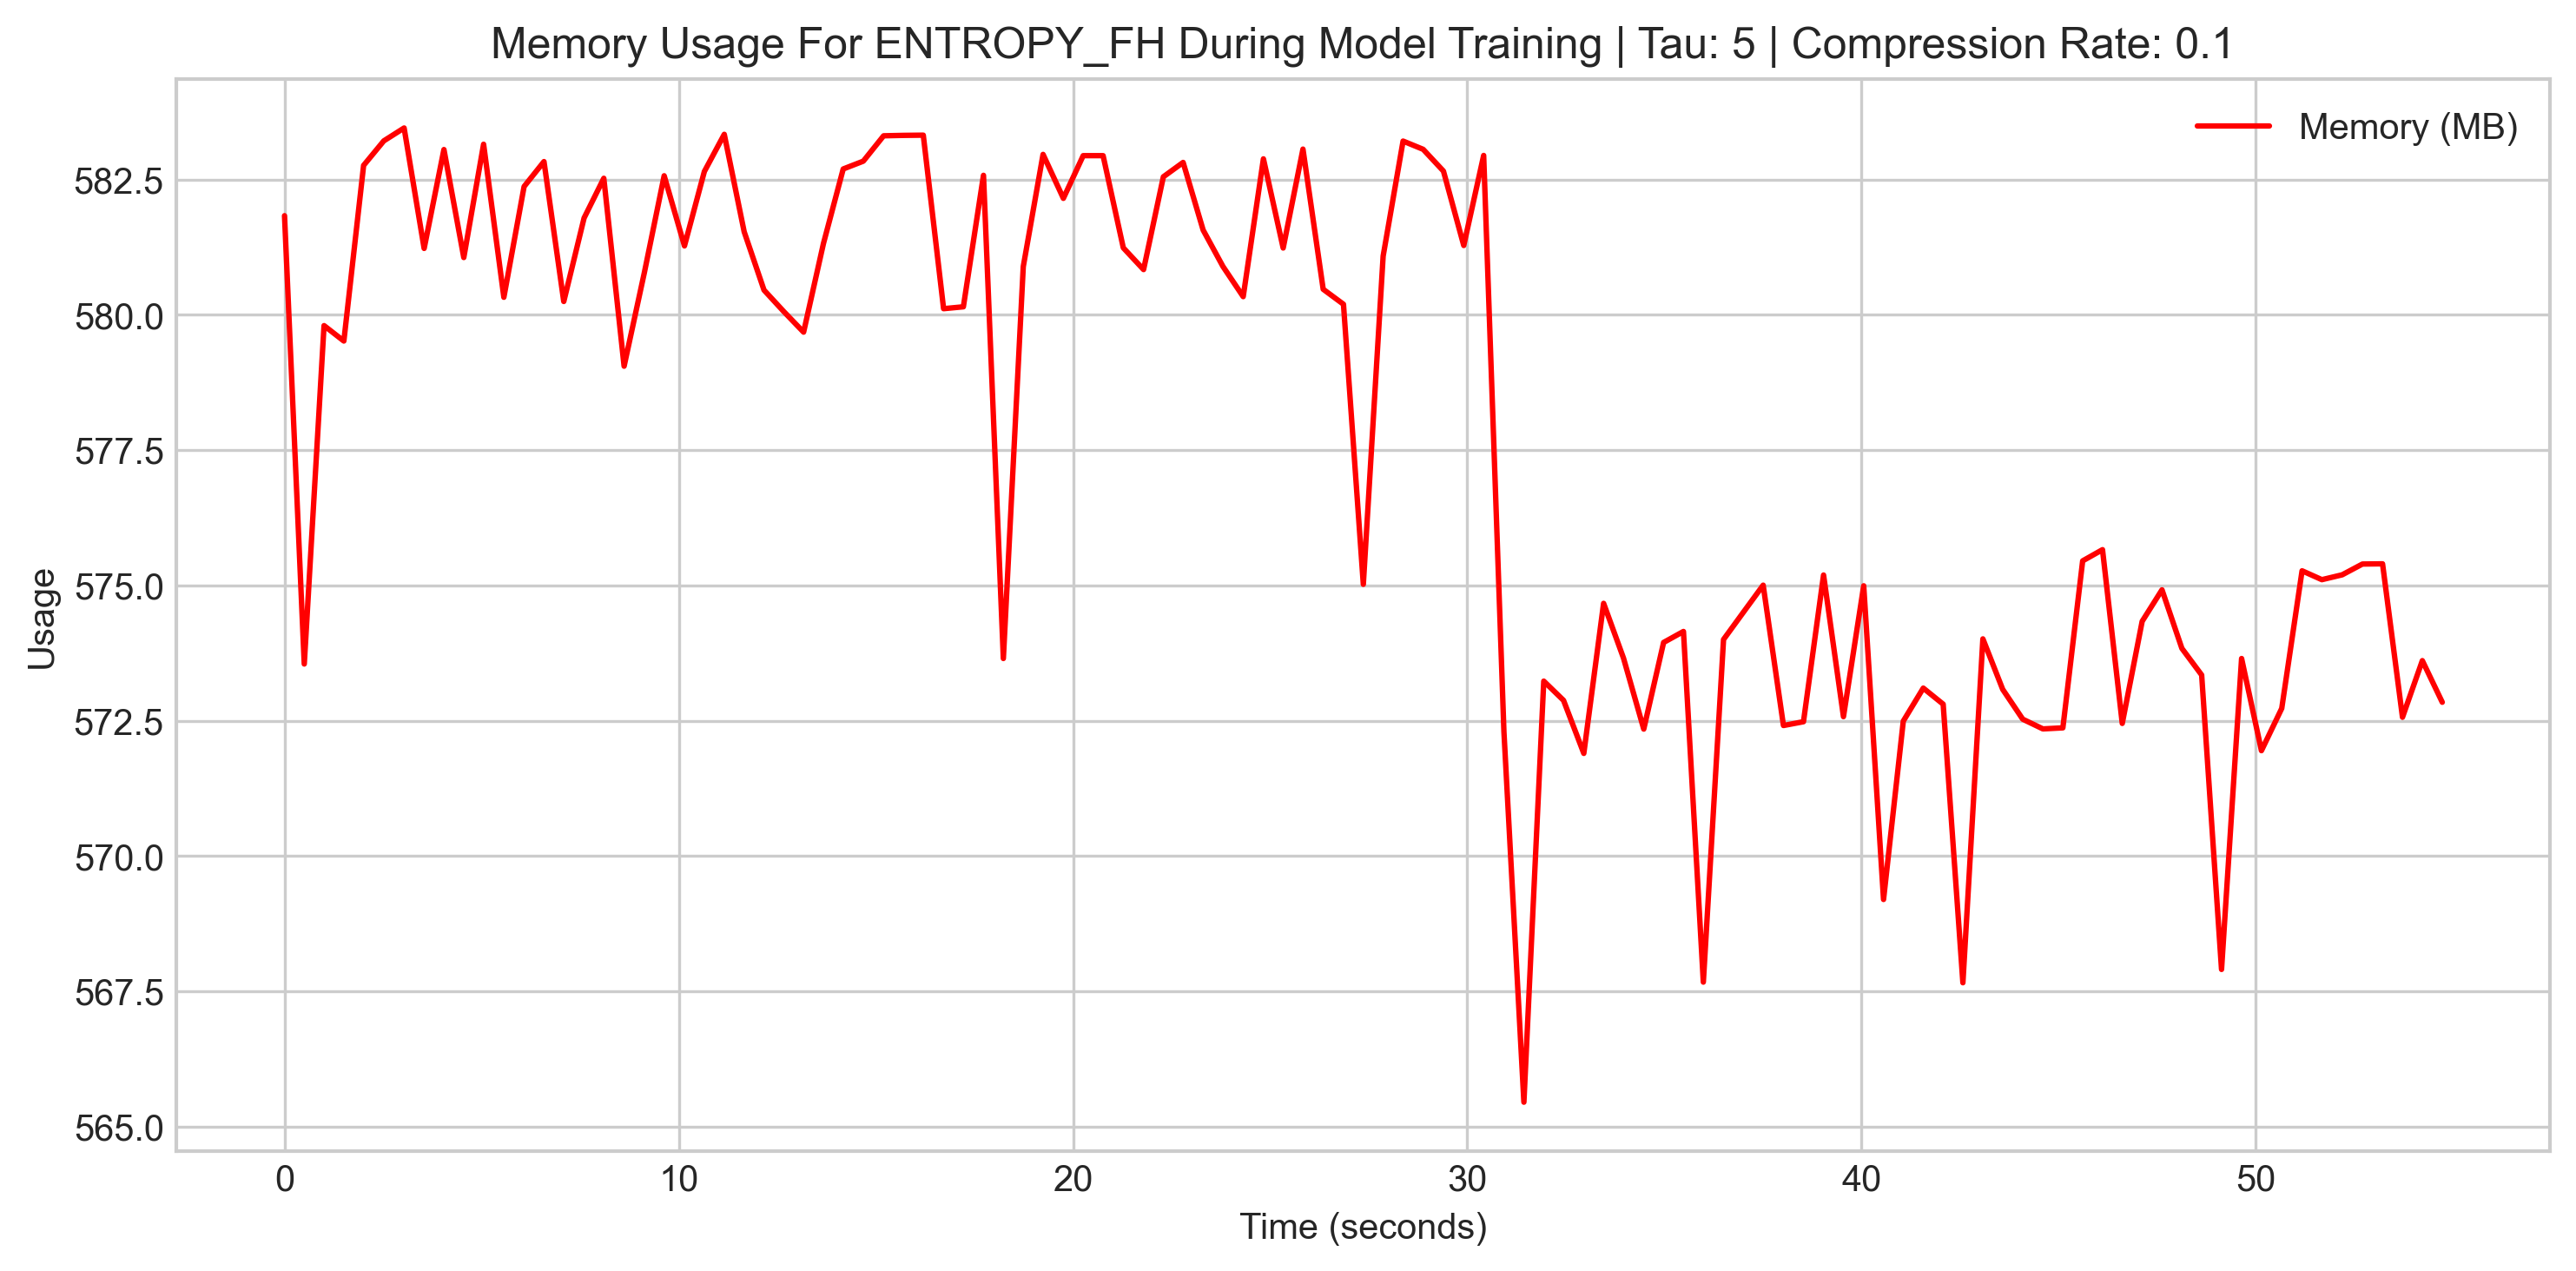 Memory Usage For ENTROPY_FH During Model Training | Tau: 5 | Compression Rate: 0.1
Memory (MB)
582.5
580.0
577.5
575.0
572.5
570.0
567.5
565.0
Usage
0 10 20 30 40 50
Time (seconds)